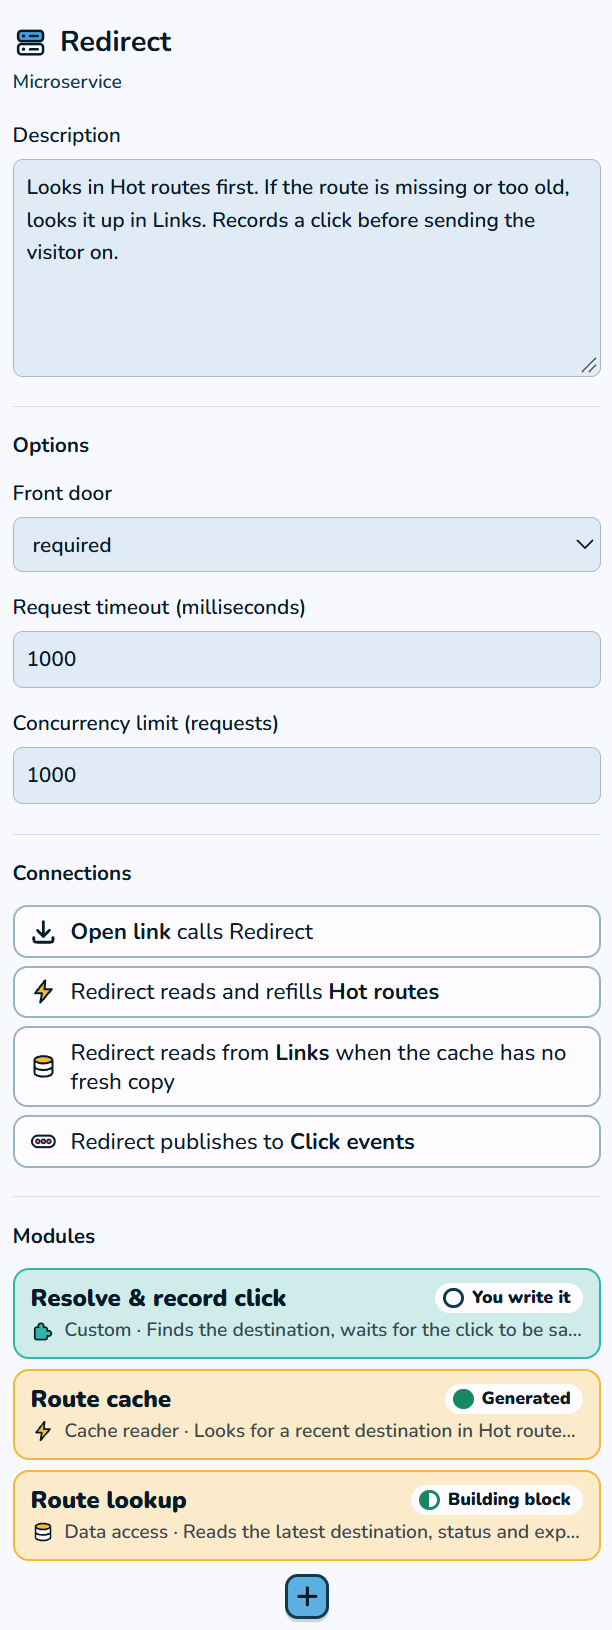 Redirect
Microservice
Description
Looks in Hot routes first. If the route is missing or too old,
looks it up in Links. Records a click before sending the
visitor on.
Options
Front door
required
Request timeout (milliseconds)
1000
Concurrency limit (requests)
1000
Connections
Open link calls Redirect
Redirect reads and refills Hot routes
Redirect reads from Links when the cache has no
fresh copy
Redirect publishes to Click events
Modules
Resolve & record click
You write it
Custom · Finds the destination, waits for the click to be sa...
Route cache
Generated
Cache reader · Looks for a recent destination in Hot route...
Route lookup
Building block
Data access · Reads the latest destination, status and exp...